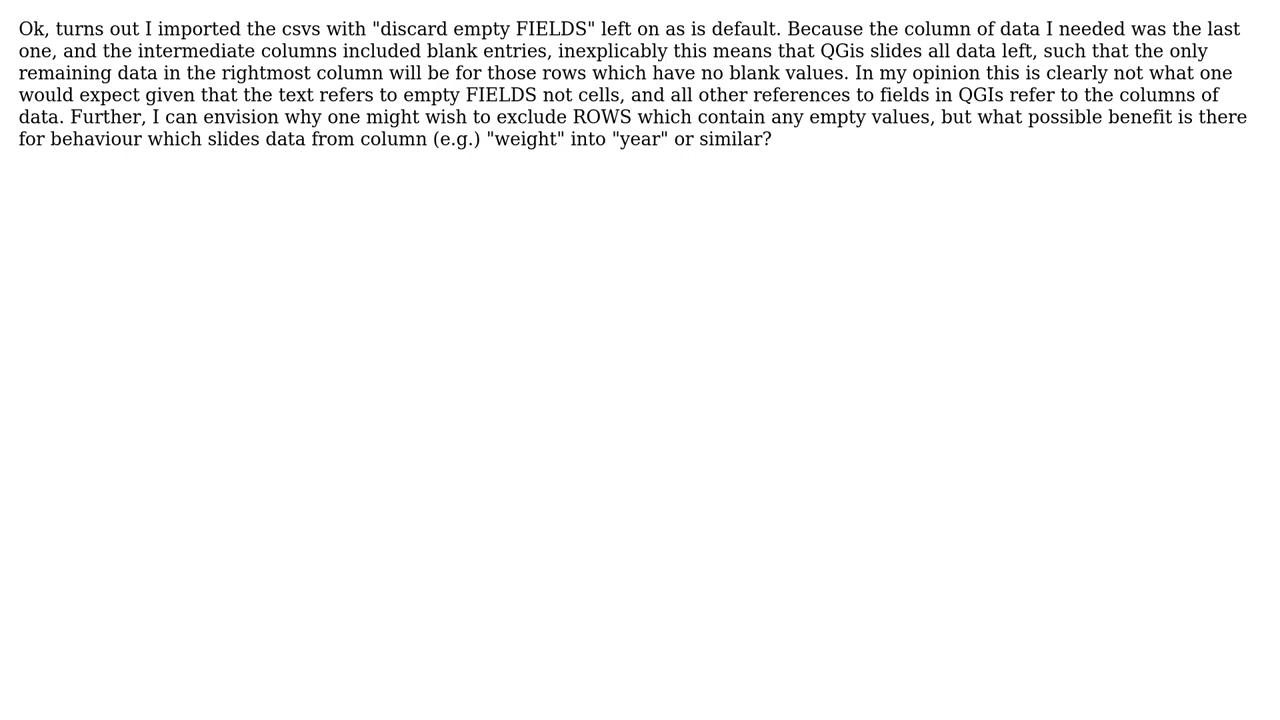 Ok, turns out I imported the csvs with "discard empty FIELDS" left on as is default. Because the column of data I needed was the last
one, and the intermediate columns included blank entries, inexplicably this means that QGis slides all data left, such that the only
remaining data in the rightmost column will be for those rows which have no blank values. In my opinion this is clearly not what one
would expect given that the text refers to empty FIELDS not cells, and all other references to fields in QGIs refer to the columns of
data. Further, I can envision why one might wish to exclude ROWS which contain any empty values, but what possible benefit is there
for behaviour which slides data from column (e.g.) "weight" into "year" or similar?